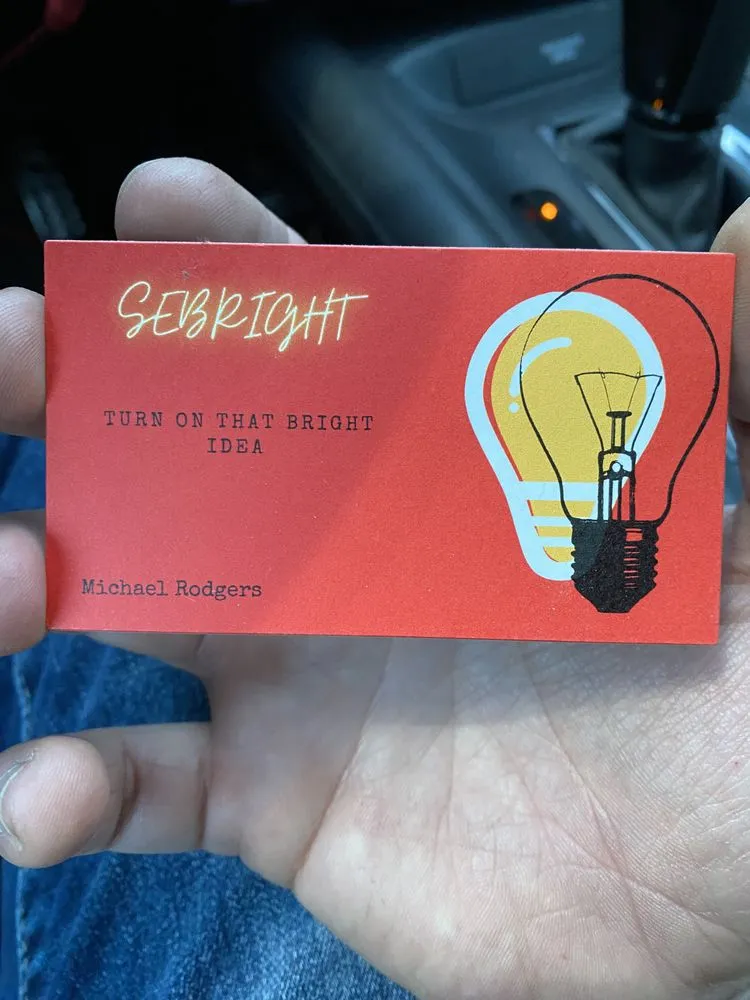 SEBRIGHT
TURN ON THAT BRIGHT
IDEA
Michael Rodgers